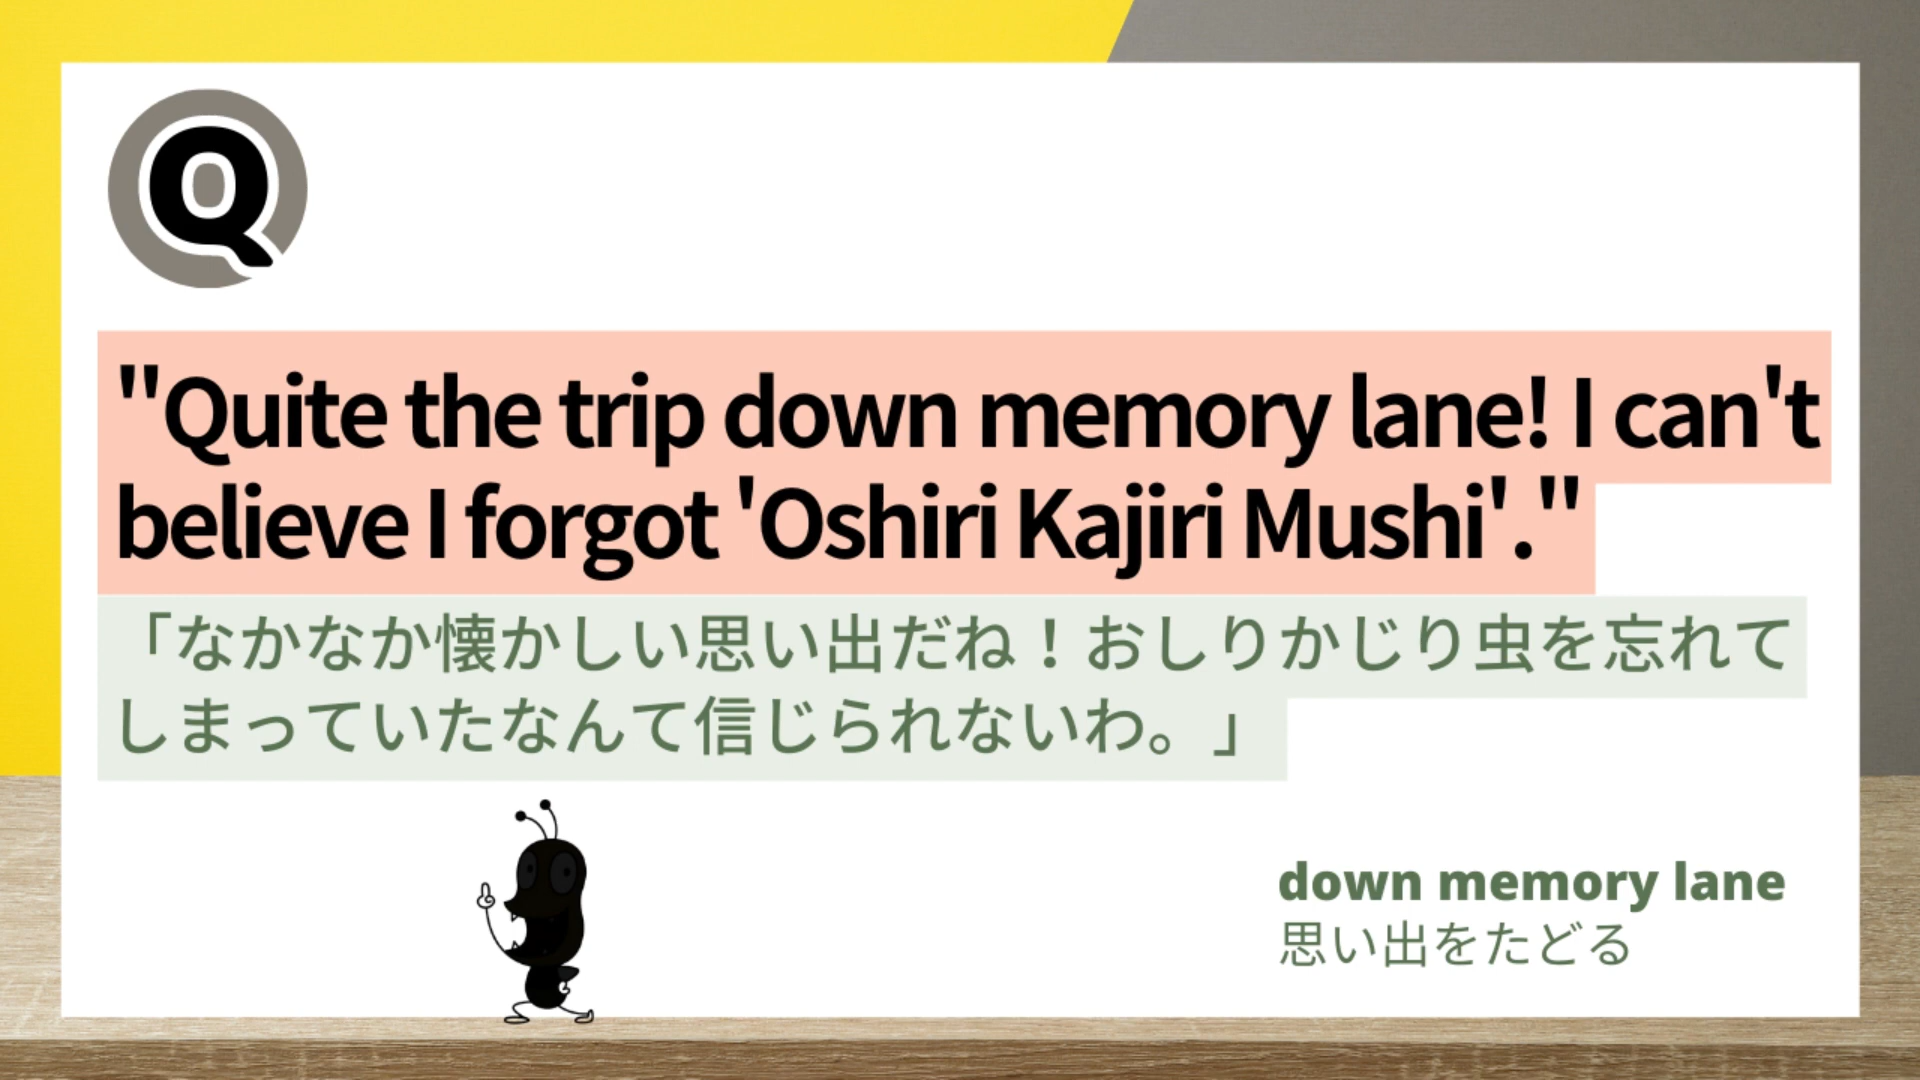 Q
"Quite the trip down memory lane! I can't
believe I forgot 'Oshiri Kajiri Mushi'."
「なかなか懐かしい思い出だね！おしりかじり虫を忘れて
しまっていたなんて信じられないわ。」
down memory lane
思い出をたどる